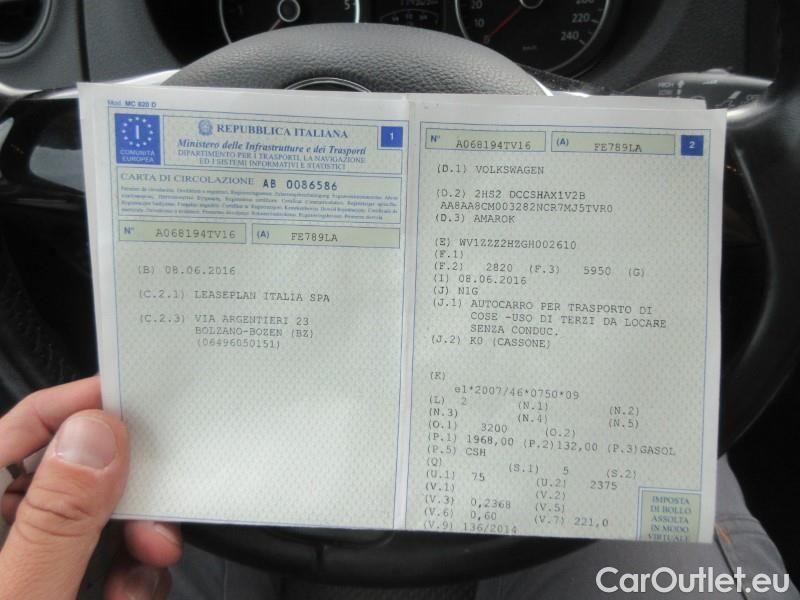 Mod. MC 820 D
I
COMUNITÀ
EUROPEA
REPUBBLICA ITALIANA
Ministero delle Infrastrutture e dei Trasporti
DIPARTIMENTO PER I TRASPORTI, LA NAVIGAZIONE
ED I SISTEMI INFORMATIVI E STATISTICI
1
CARTA DI CIRCOLAZIONE AB 0086586
N° A068194TV16 (A) FE789LA
(B) 08.06.2016
(C.2.1) LEASEPLAN ITALIA SPA
(C.2.3) VIA ARGENTIERI 23
BOLZANO-BOZEN (BZ)
(06496050151)
N° A068194TV16 (A) FE789LA 2
(D.1) VOLKSWAGEN
(D.2) 2HS2 DCCSHAX1V2B
AA8AA8CM003282NCR7MJ5TVR0
(D.3) AMAROK
(E) WV1ZZZ2HZGH002610
(F.1)
(F.2) 2820 (F.3) 5950 (G)
(I) 08.06.2016
(J) N1G
(J.1) AUTOCARRO PER TRASPORTO DI
COSE -USO DI TERZI DA LOCARE
SENZA CONDUC.
(J.2) K0 (CASSONE)
(K)
e1*2007/46*0750*09
(L) 2 (N.1) (N.2)
(N.3) (N.4) (N.5)
(O.1) 3200 (O.2)
(P.1) 1968,00 (P.2)132,00 (P.3)GASOL
(P.5) CSH
(Q) (S.1) 5 (S.2)
(U.1) 75 (U.2) 2375
(V.1) (V.2)
(V.3) 0,2368 (V.5)
(V.6) 0,60 (V.7) 221,0
(V.9) 136/2014
IMPOSTA
DI BOLLO
ASSOLTA
IN MODO
VIRTUALE
5
20
220
240
km/h
HIGH
LOW
CarOutlet.eu